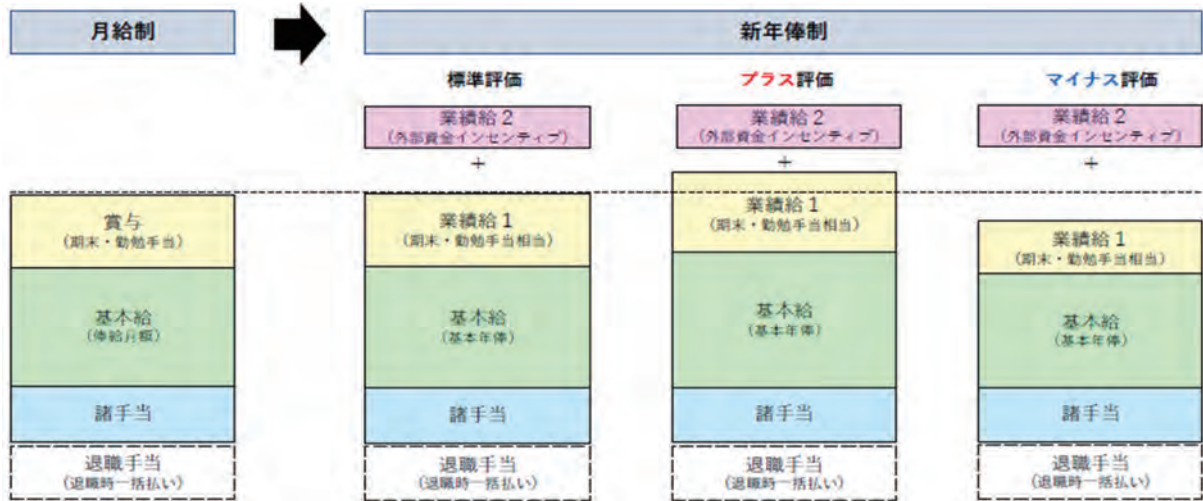 月給制
新年俸制
標準評価
プラス評価
マイナス評価
業績給2
(外部資金インセンティブ)
+
業績給2
(外部資金インセンティブ)
+
業績給2
(外部資金インセンティブ)
+
賞与
(期末・勤勉手当)
業績給1
(期末・勤勉手当相当)
業績給1
(期末・勤勉手当相当)
業績給1
(期末・勤勉手当相当)
基本給
(俸給月額)
基本給
(基本年俸)
基本給
(基本年俸)
基本給
(基本年俸)
諸手当
諸手当
諸手当
諸手当
退職手当
(退職時一括払い)
退職手当
(退職時一括払い)
退職手当
(退職時一括払い)
退職手当
(退職時一括払い)